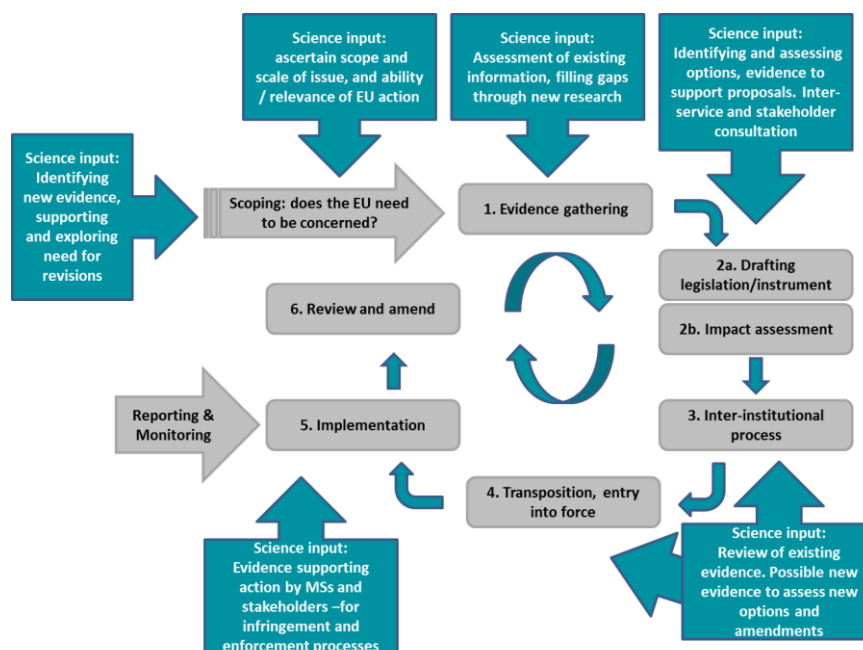 Science input:
ascertain scope and
scale of issue, and ability
/ relevance of EU action
Science input:
Assessment of existing
information, filling gaps
through new research
Science input:
Identifying and assessing
options, evidence to
support proposals. Inter-
service and stakeholder
consultation
Science input:
Identifying
new evidence,
supporting
and exploring
need for
revisions
Scoping: does the EU need
to be concerned?
1. Evidence gathering
2a. Drafting
legislation/instrument
2b. Impact assessment
6. Review and amend
Reporting &
Monitoring
5. Implementation
3. Inter-institutional
process
4. Transposition, entry
into force
Science input:
Evidence supporting
action by MSs and
stakeholders –for
infringement and
enforcement processes
Science input:
Review of existing
evidence. Possible new
evidence to assess new
options and
amendments